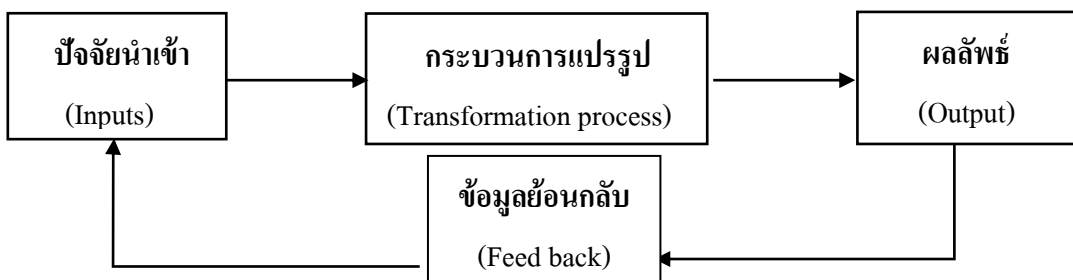 ปัจจัยนำเข้า
(Inputs)
กระบวนการแปรรูป
(Transformation process)
ผลลัพธ์
(Output)
ข้อมูลย้อนกลับ
(Feed back)